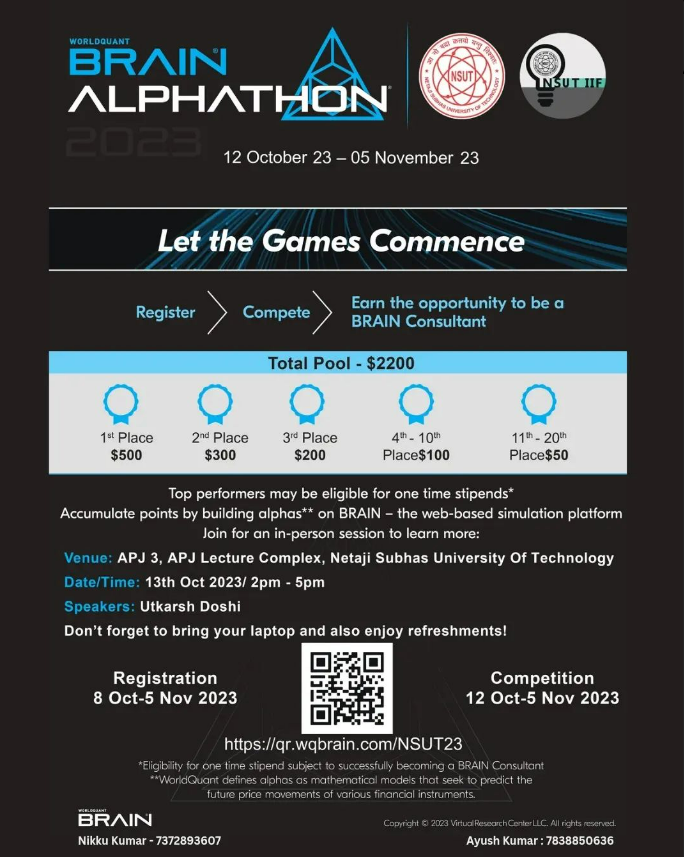 WORLDQUANT
BRAIN
ALPHATHON
2023
NSUT
NETAJI SUBHAS UNIVERSITY OF TECHNOLOGY
NSUT IIF
12 October 23 – 05 November 23
Let the Games Commence
Register
Compete
Earn the opportunity to be a
BRAIN Consultant
Total Pool - $2200
1st Place
$500
2nd Place
$300
3rd Place
$200
4th - 10th
Place$100
11th - 20th
Place$50
Top performers may be eligible for one time stipends*
Accumulate points by building alphas** on BRAIN – the web-based simulation platform
Join for an in-person session to learn more:
Venue: APJ 3, APJ Lecture Complex, Netaji Subhas University Of Technology
Date/Time: 13th Oct 2023/ 2pm - 5pm
Speakers: Utkarsh Doshi
Don't forget to bring your laptop and also enjoy refreshments!
Registration
8 Oct-5 Nov 2023
Competition
12 Oct-5 Nov 2023
https://qr.wqbrain.com/NSUT23
*Eligibility for one time stipend subject to successfully becoming a BRAIN Consultant
**WorldQuant defines alphas as mathematical models that seek to predict the
future price movements of various financial instruments.
WORLDQUANT
BRAIN
Copyright © 2023 VirtualResearchCenter LLC. All rights reserved.
Nikku Kumar - 7372893607
Ayush Kumar : 7838850636